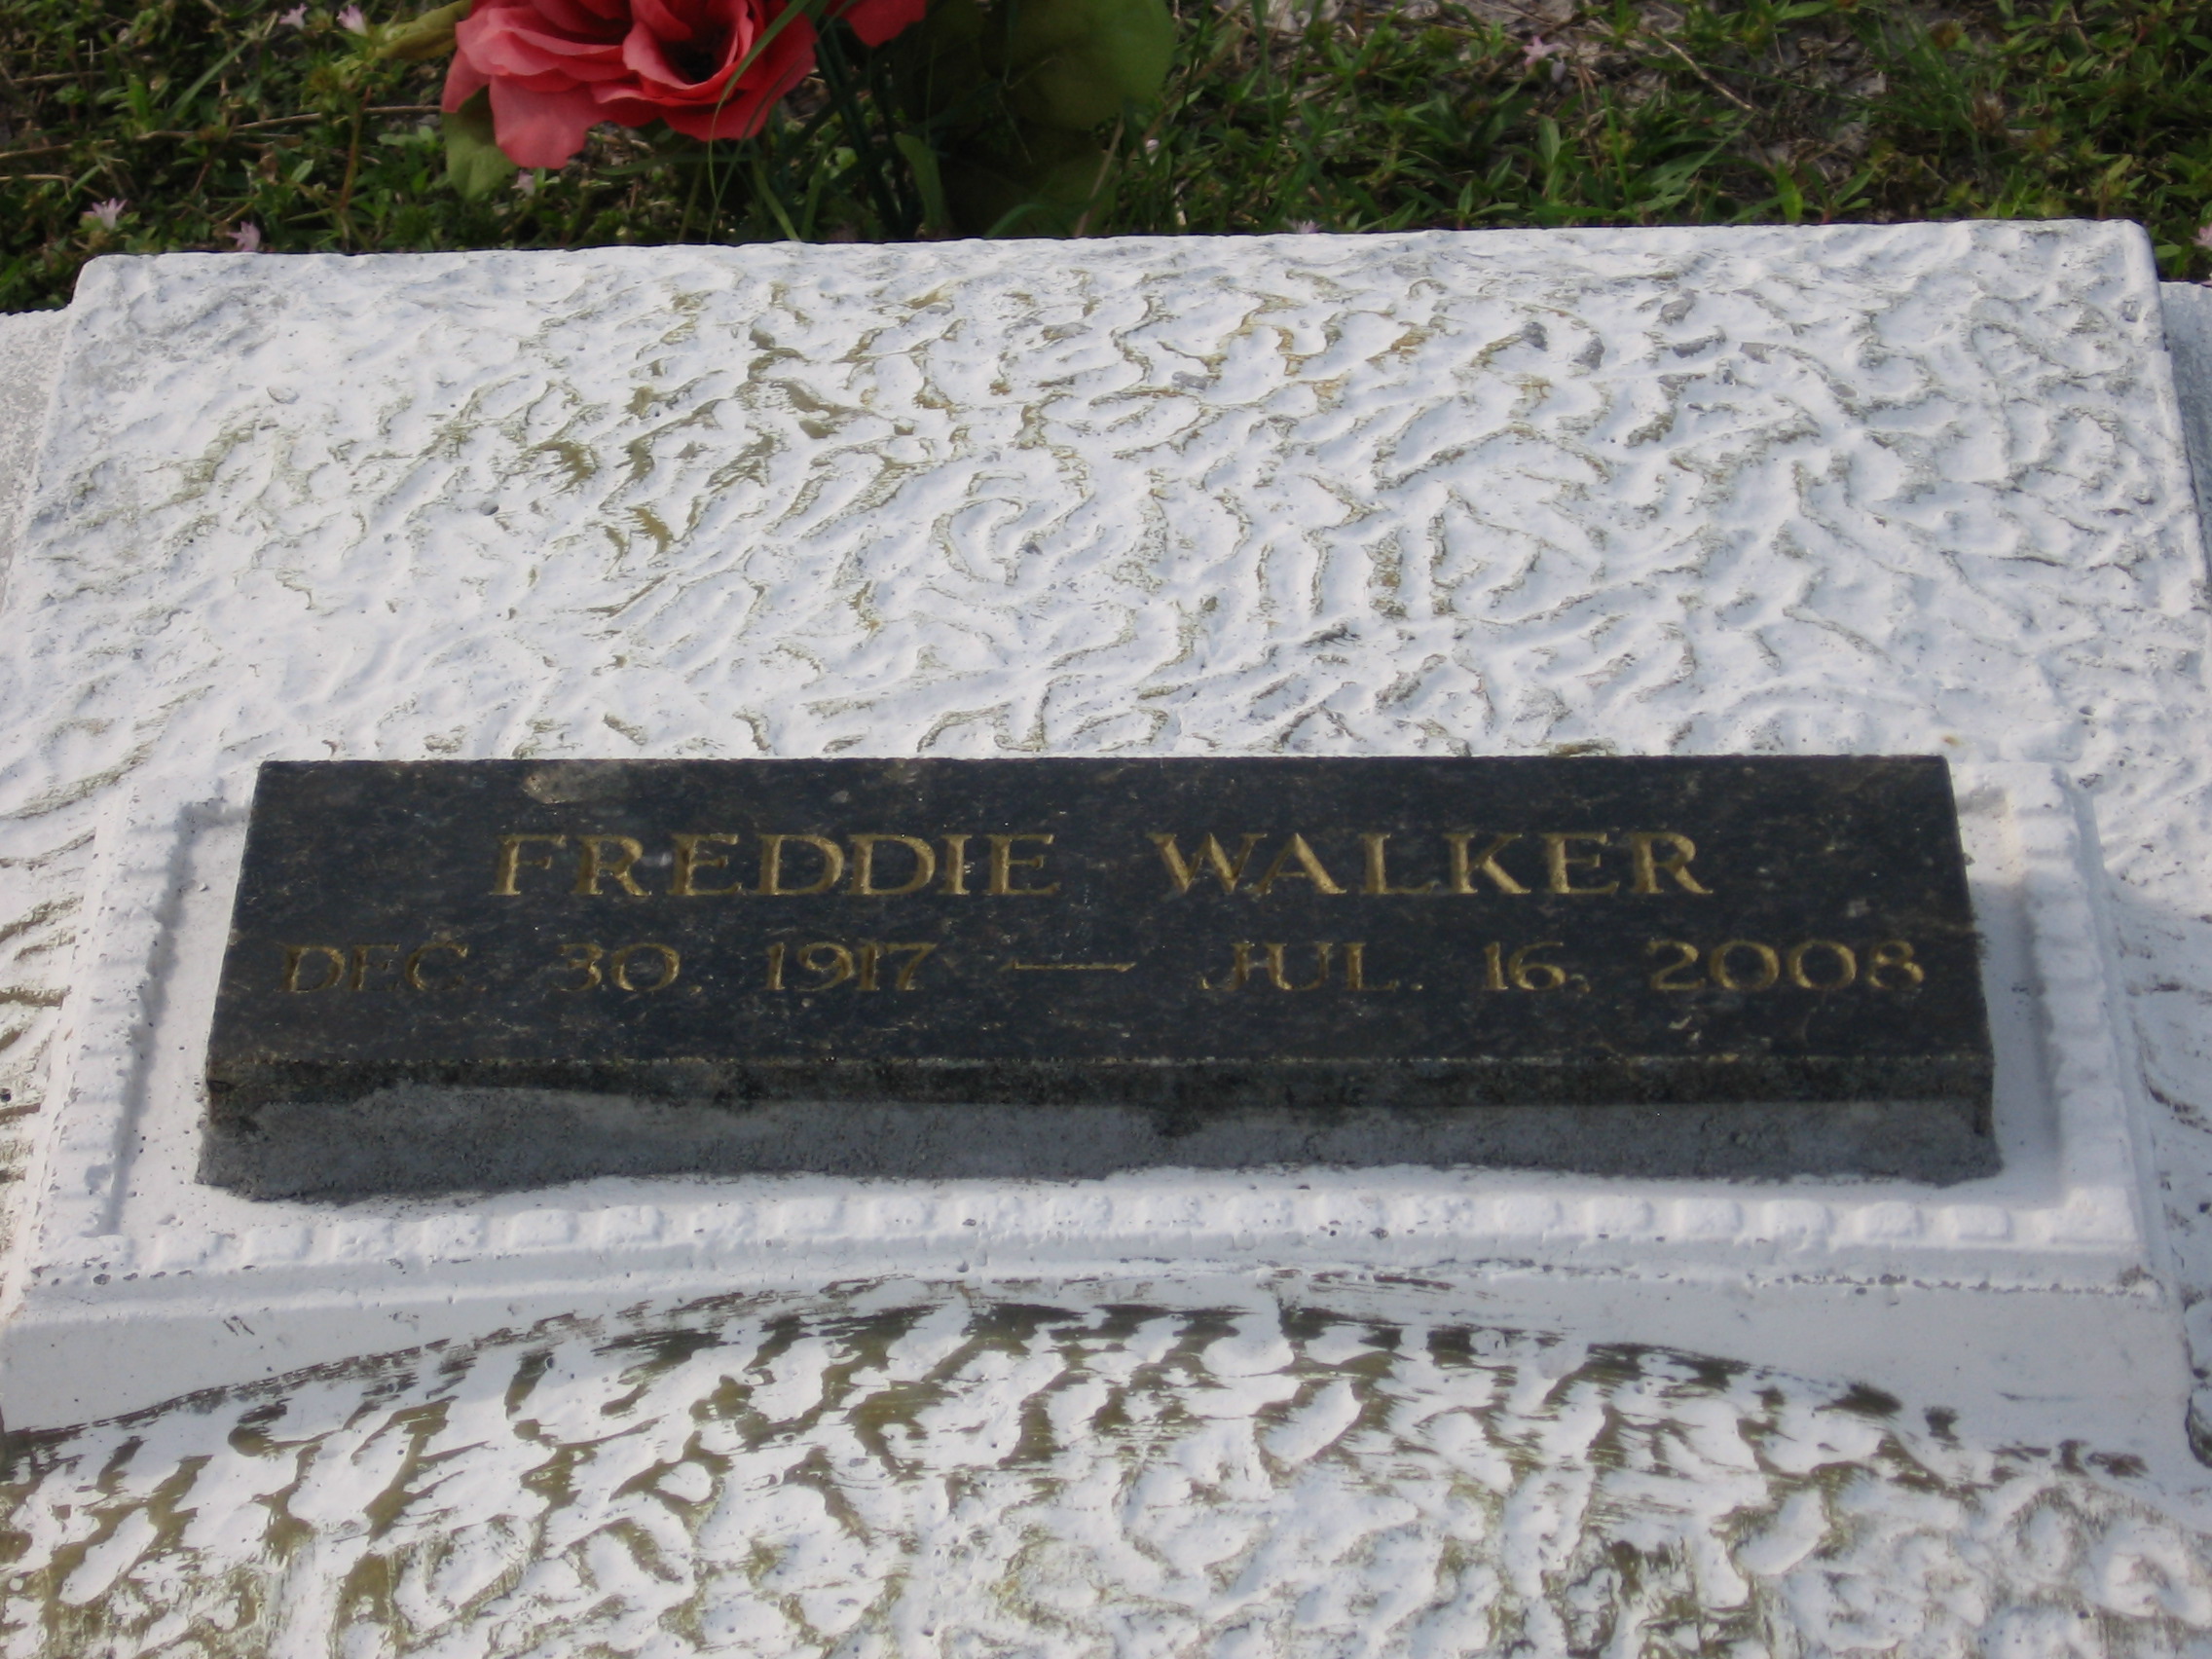 FREDDIE WALKER
DEC. 30, 1917 — JUL. 16, 2008